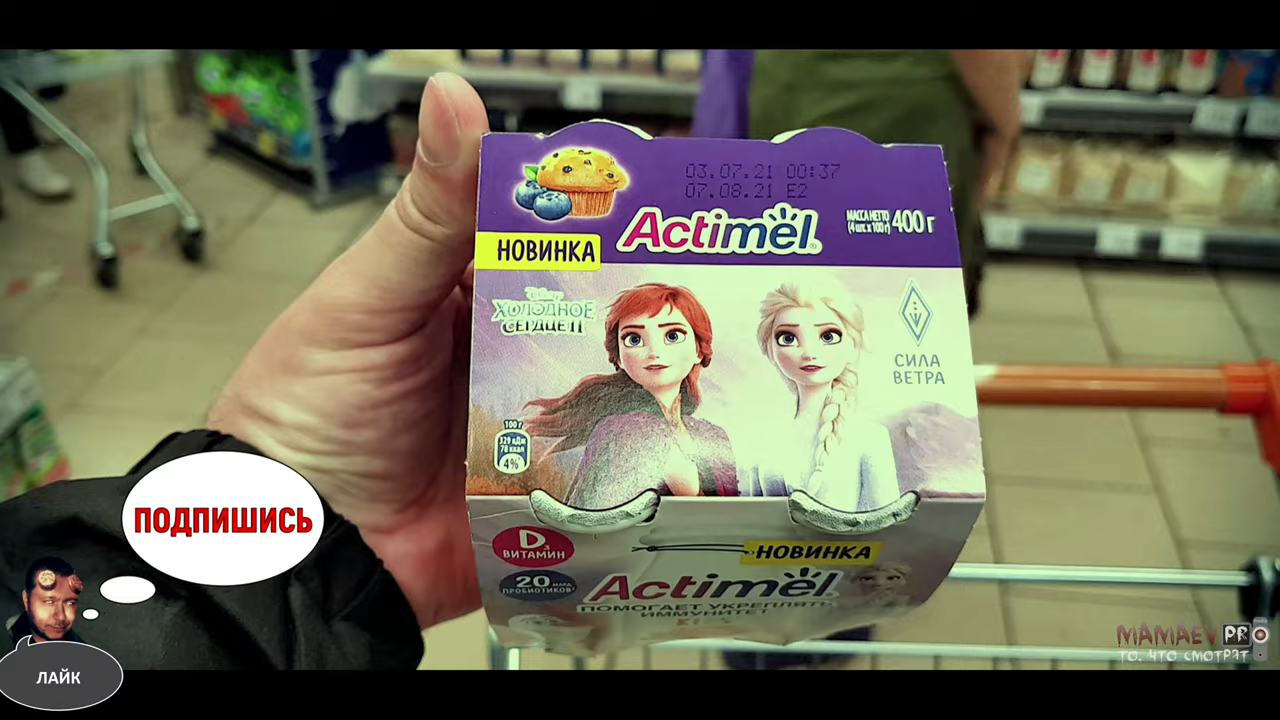 03.07.21 00:37
07.08.21 E2
Actimel
МАССА НЕТТО
(4 шт. x 100 г) 400 г
НОВИНКА
Disney
ХОЛОДНОЕ
СЕРДЦЕ II
СИЛА
ВЕТРА
100 г
329 кДж
78 ккал
4%
D3
ВИТАМИН
НОВИНКА
20 МЛРД
ПРОБИОТИКОВ
Actimel
ПОМОГАЕТ УКРЕПЛЯТЬ
ИММУНИТЕТ
ПОДПИШИСЬ
ЛАЙК
MAMAEV PRO
ТО, ЧТО СМОТРЯТ